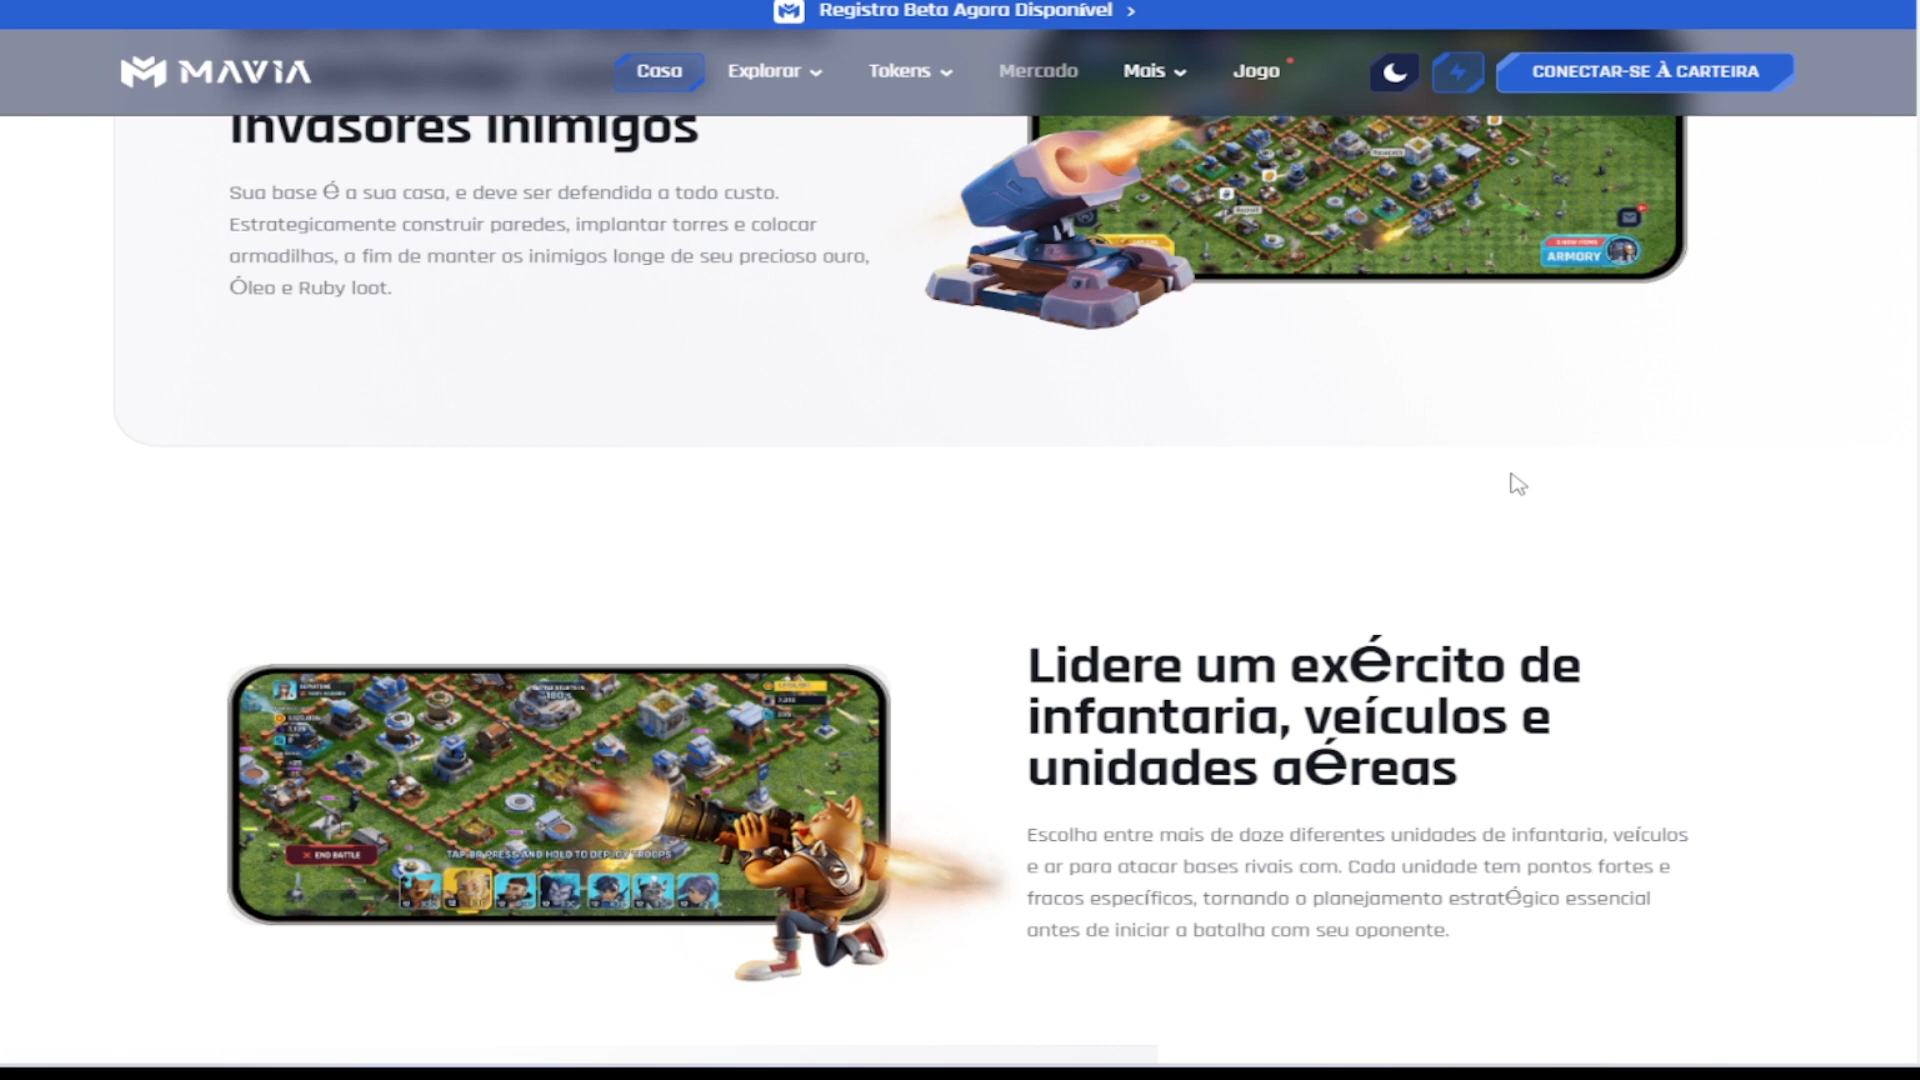 Registro Beta Agora Disponível
MAVIA
Casa
Explorar
Tokens
Mercado
Mais
Jogo
CONECTAR-SE À CARTEIRA
invasores inimigos
Sua base é a sua casa, e deve ser defendida a todo custo.
Estrategicamente construir paredes, implantar torres e colocar
armadilhas, a fim de manter os inimigos longe de seu precioso ouro,
Óleo e Ruby loot.
ARMORY
Lidere um exército de
infantaria, veículos e
unidades aéreas
Escolha entre mais de doze diferentes unidades de infantaria, veículos
e ar para atacar bases rivais com. Cada unidade tem pontos fortes e
fracos específicos, tornando o planejamento estratégico essencial
antes de iniciar a batalha com seu oponente.
END BATTLE
TAP OR PRESS AND HOLD TO DEPLOY TROOPS